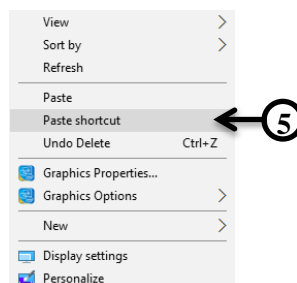 View
Sort by
Refresh
Paste
Paste shortcut
5
Undo Delete Ctrl+Z
Graphics Properties...
Graphics Options
New
Display settings
Personalize